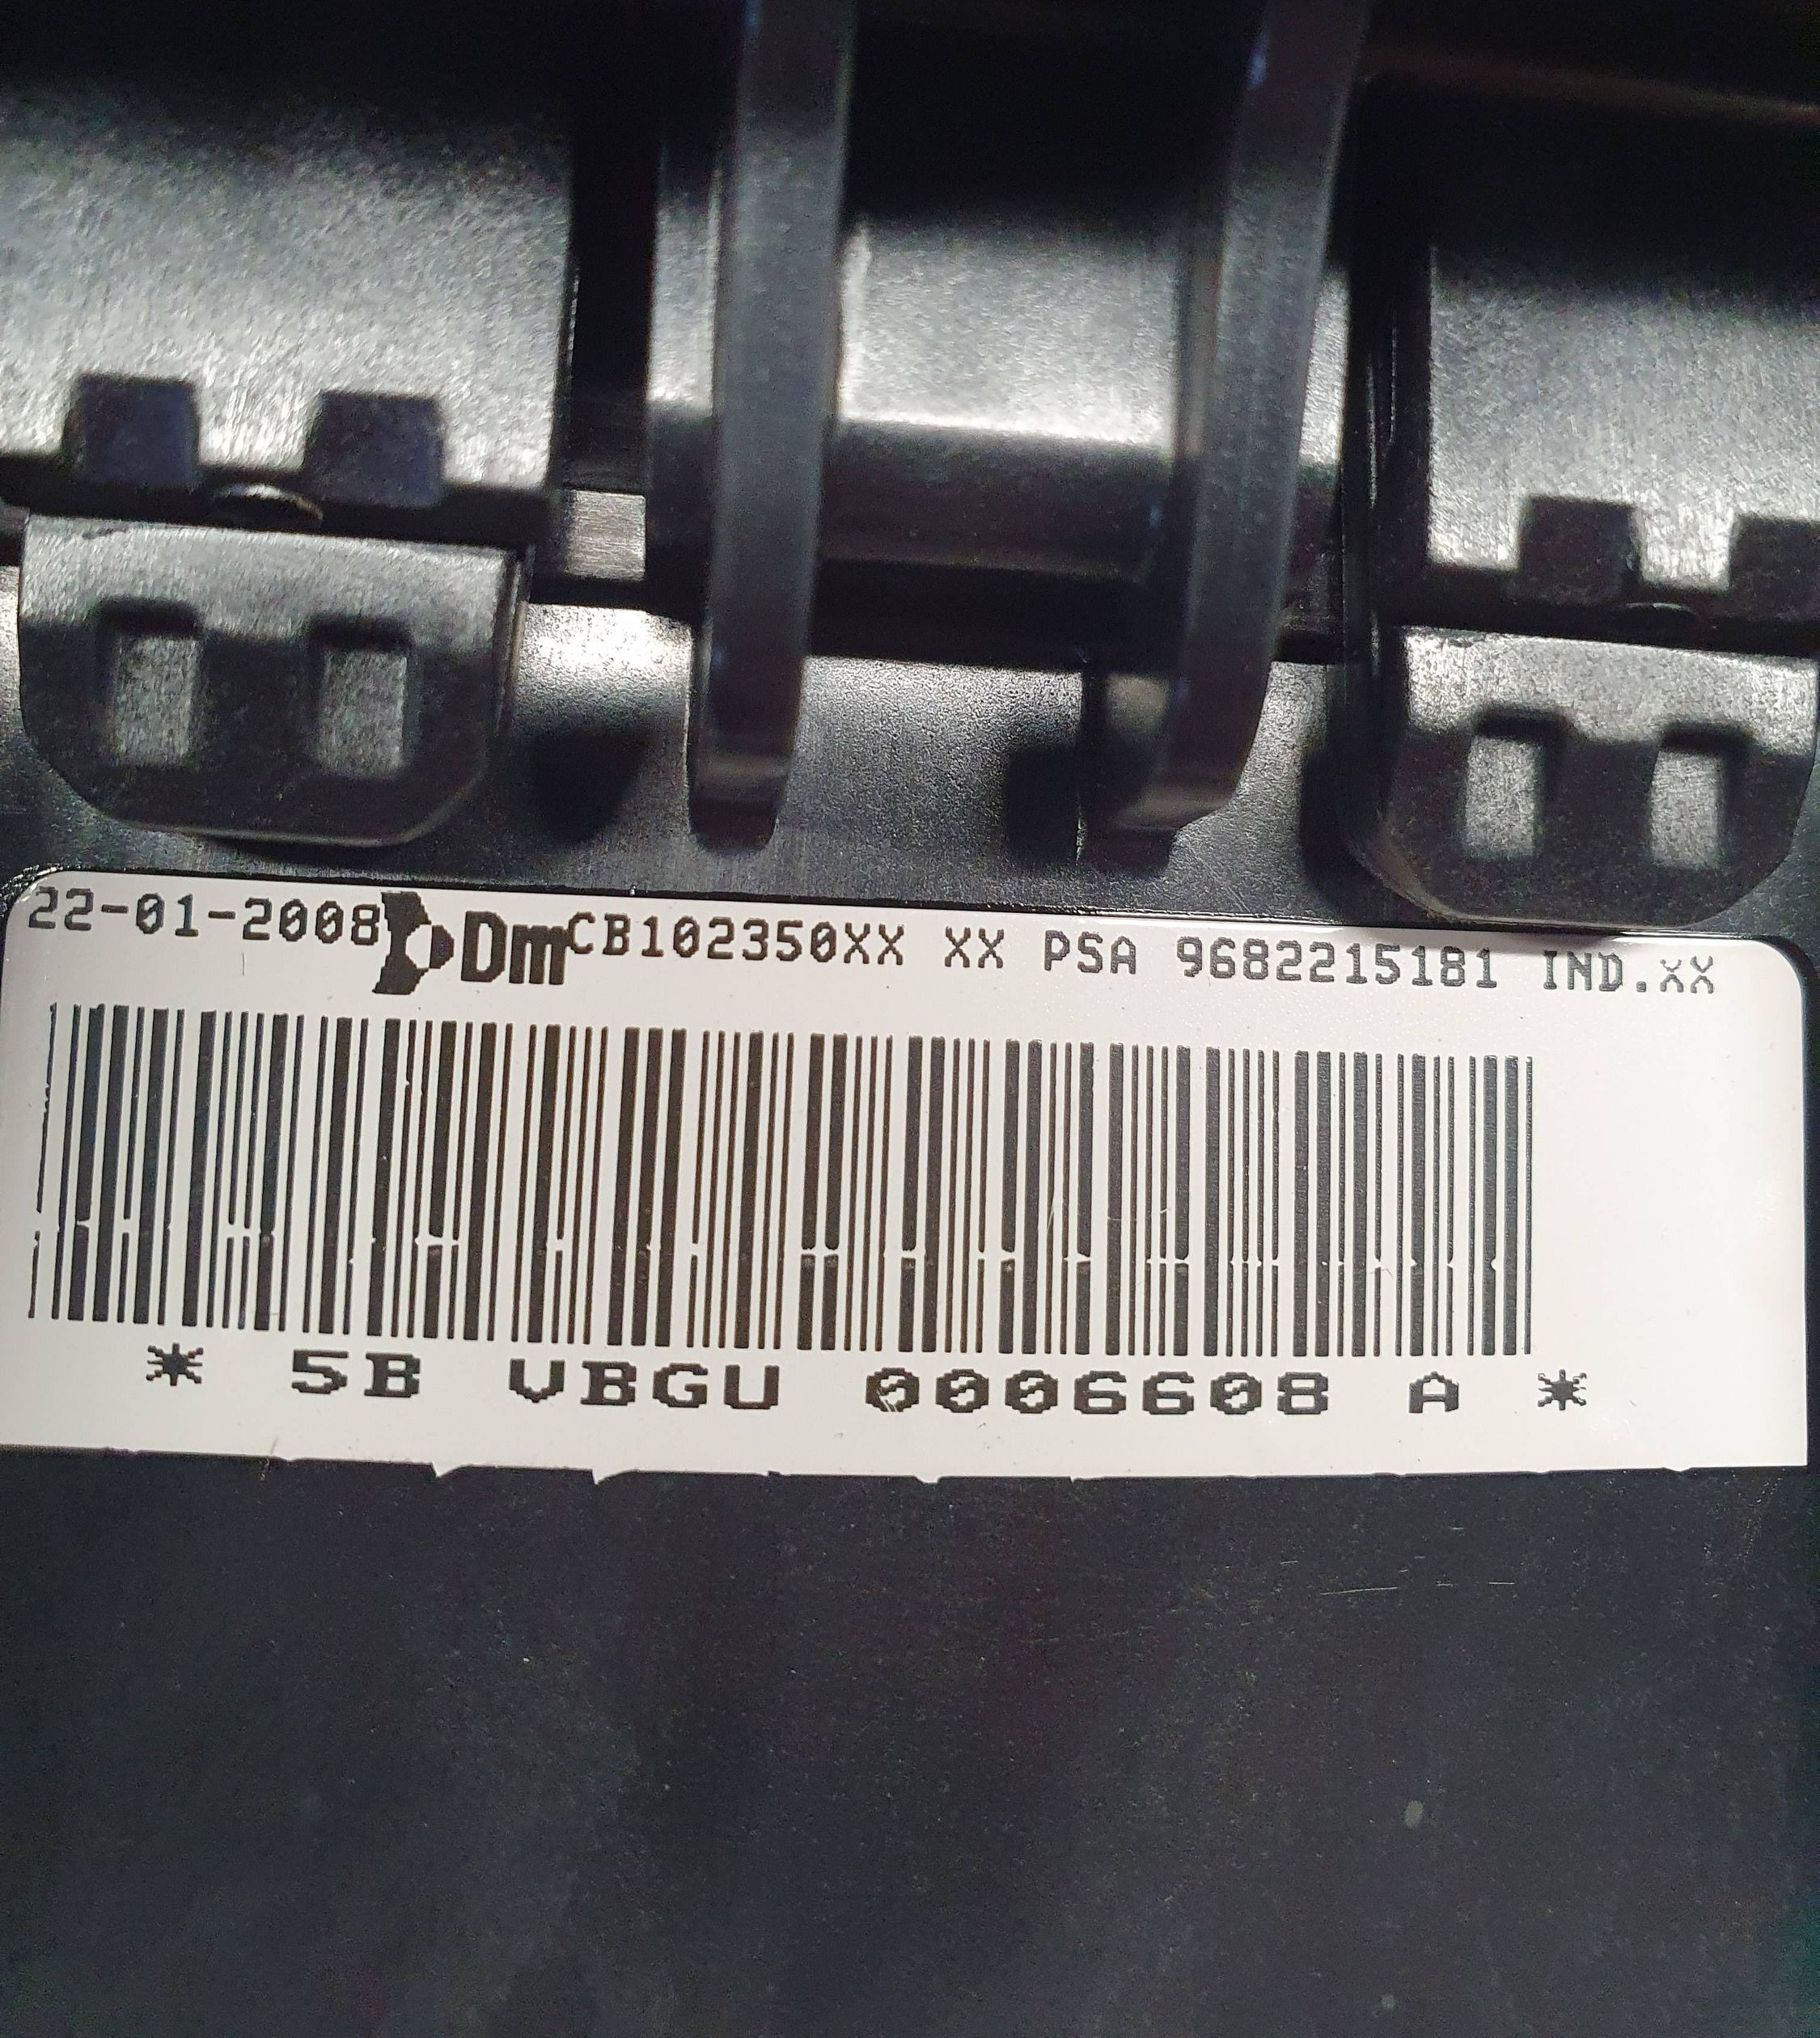 22-01-2008 Dm CB102350XX XX PSA 9682215181 IND.XX
* 5B VBGU 0006608 A *